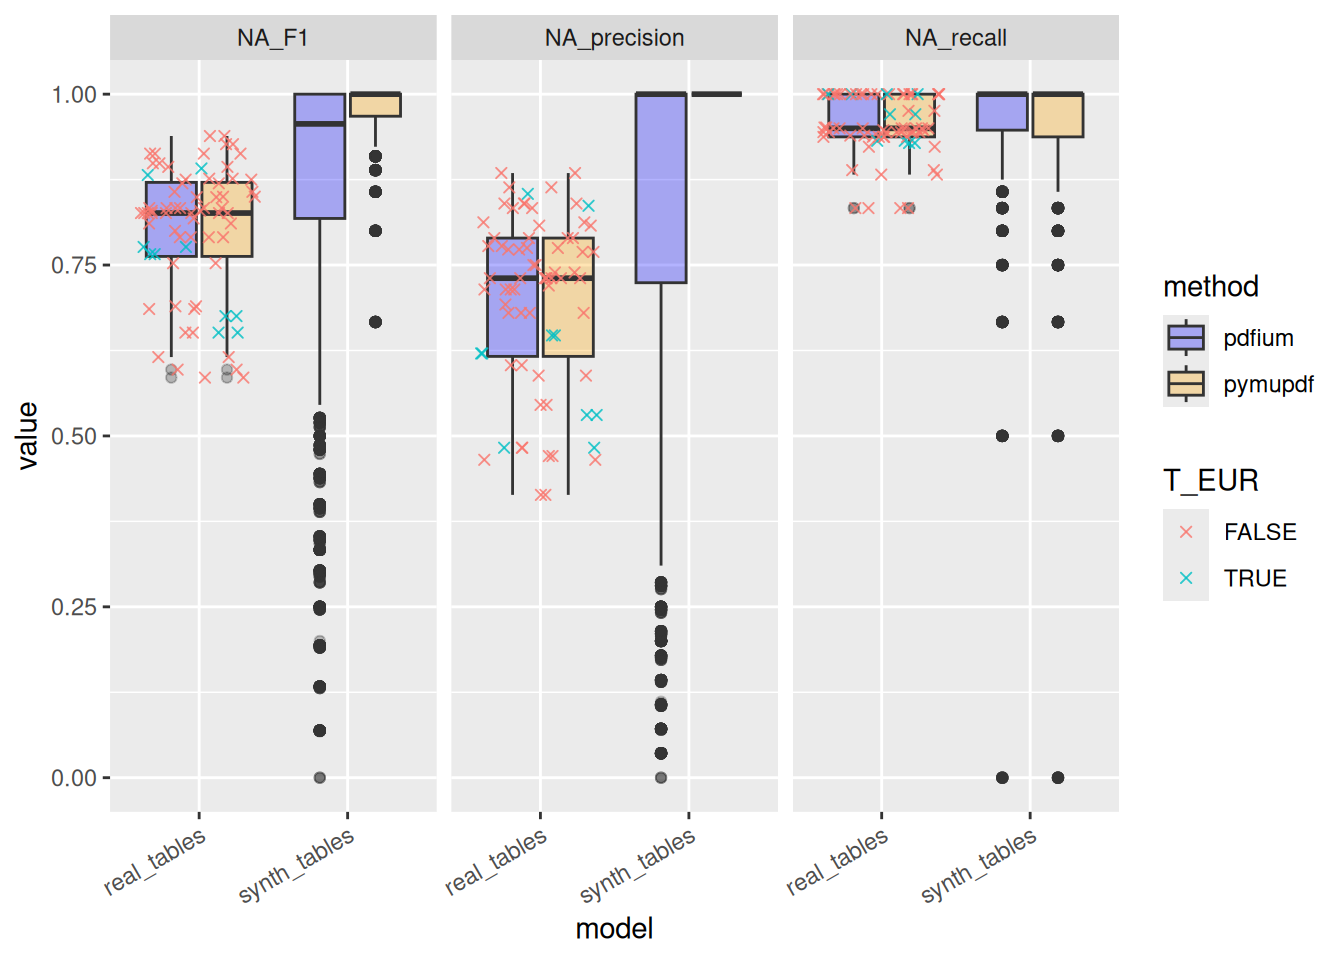 NA_F1
NA_precision
NA_recall
value
1.00
0.75
0.50
0.25
0.00
real_tables
synth_tables
real_tables
synth_tables
real_tables
synth_tables
model
method
pdfium
pymupdf
T_EUR
FALSE
TRUE